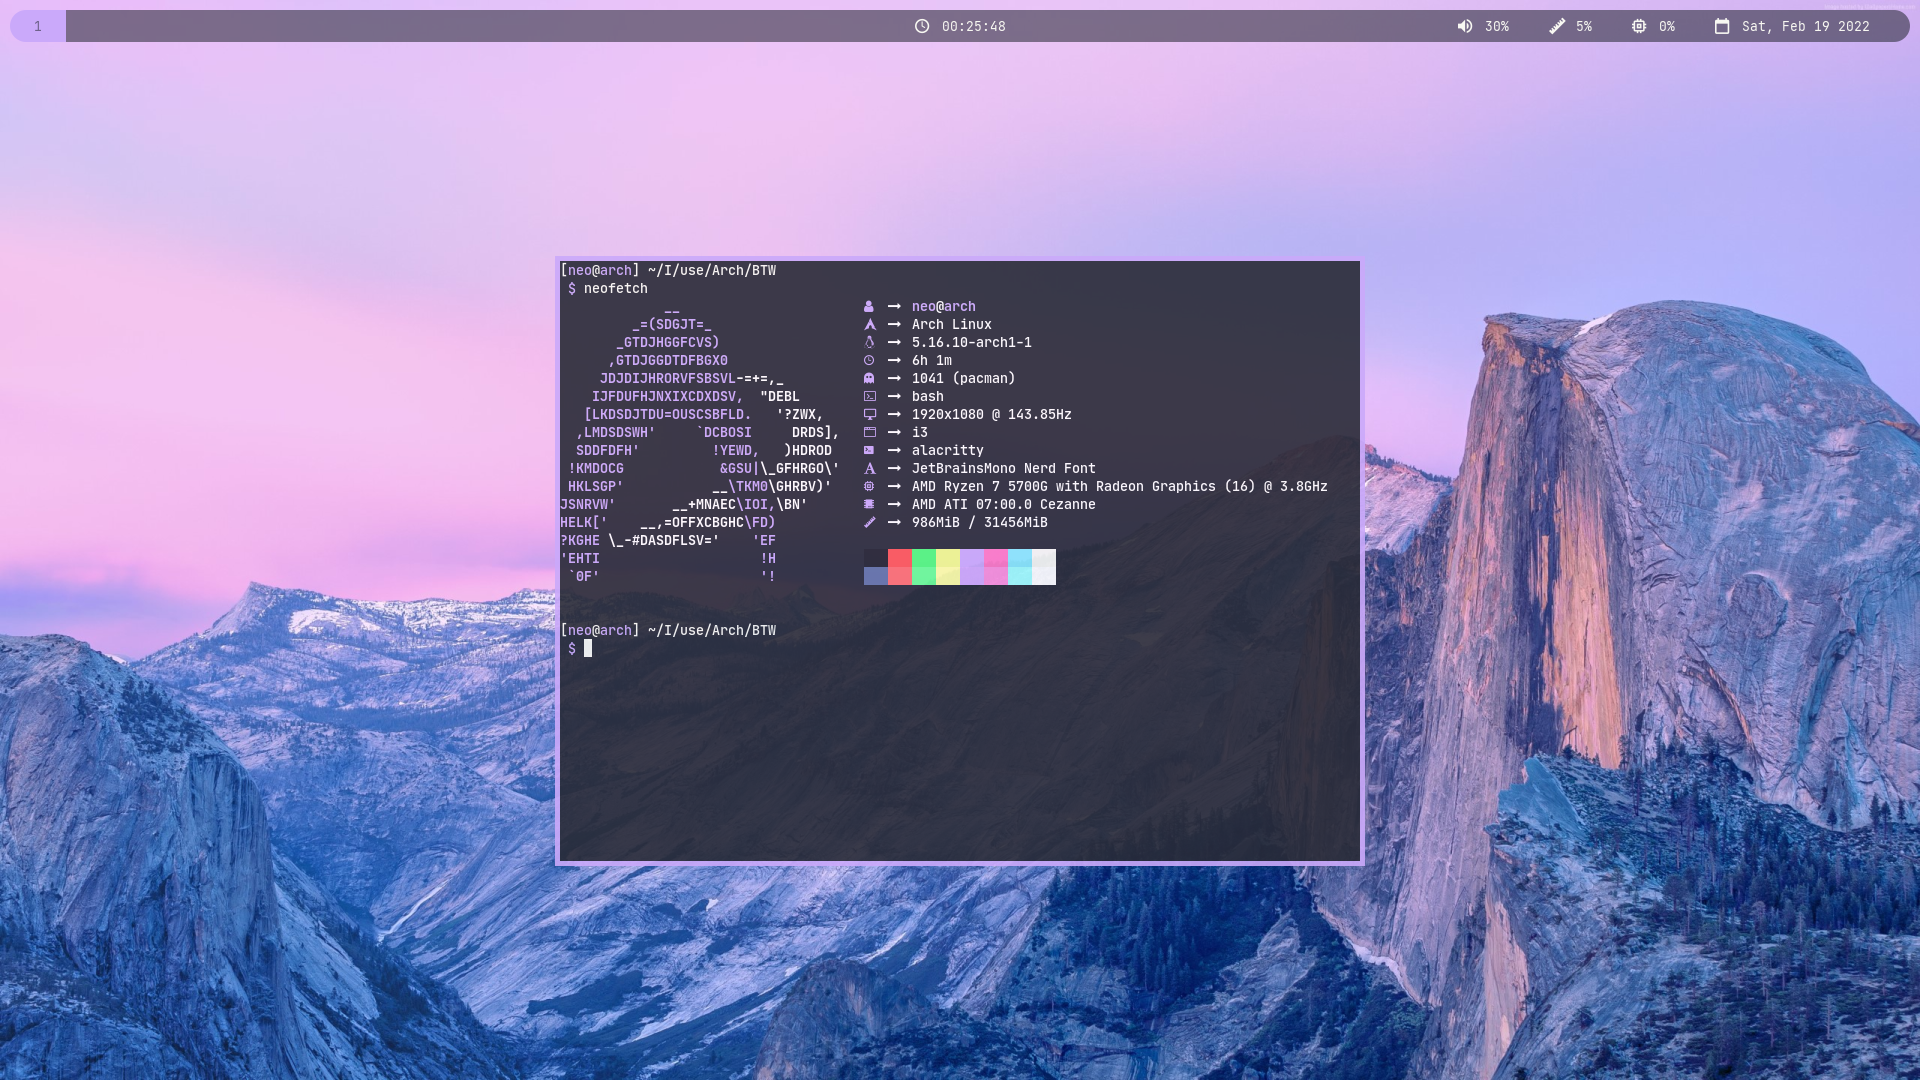 1 00:25:48 30% 5% 0% Sat, Feb 19 2022
[neo@arch] ~/I/use/Arch/BTW
$ neofetch
__ neo@arch
_=(SDGJT=_ Arch Linux
_GTDJHGGFCVS) 5.16.10-arch1-1
,GTDJGGDTDFBGX0 6h 1m
JDJDIJHRORVFSBSVL-=+=,_ 1041 (pacman)
IJFDUFHJNXIXCDXDSV, "DEBL bash
[LKDSDJTDU=OUSCSBFLD. '?ZWX, 1920x1080 @ 143.85Hz
,LMDSDSWH' `DCBOSI DRDS], i3
SDDFDFH' !YEWD, )HDROD alacritty
!KMDOCG &GSU|\_GFHRGO\' JetBrainsMono Nerd Font
HKLSGP' __\TKM0\GHRBV)' AMD Ryzen 7 5700G with Radeon Graphics (16) @ 3.8GHz
JSNRVW' __+MNAEC\IOI,\BN' AMD ATI 07:00.0 Cezanne
HELK[' __,=OFFXCBGHC\FD) 986MiB / 31456MiB
?KGHE \_-#DASDFLSV=' 'EF
'EHTI !H
`0F' '!
[neo@arch] ~/I/use/Arch/BTW
$